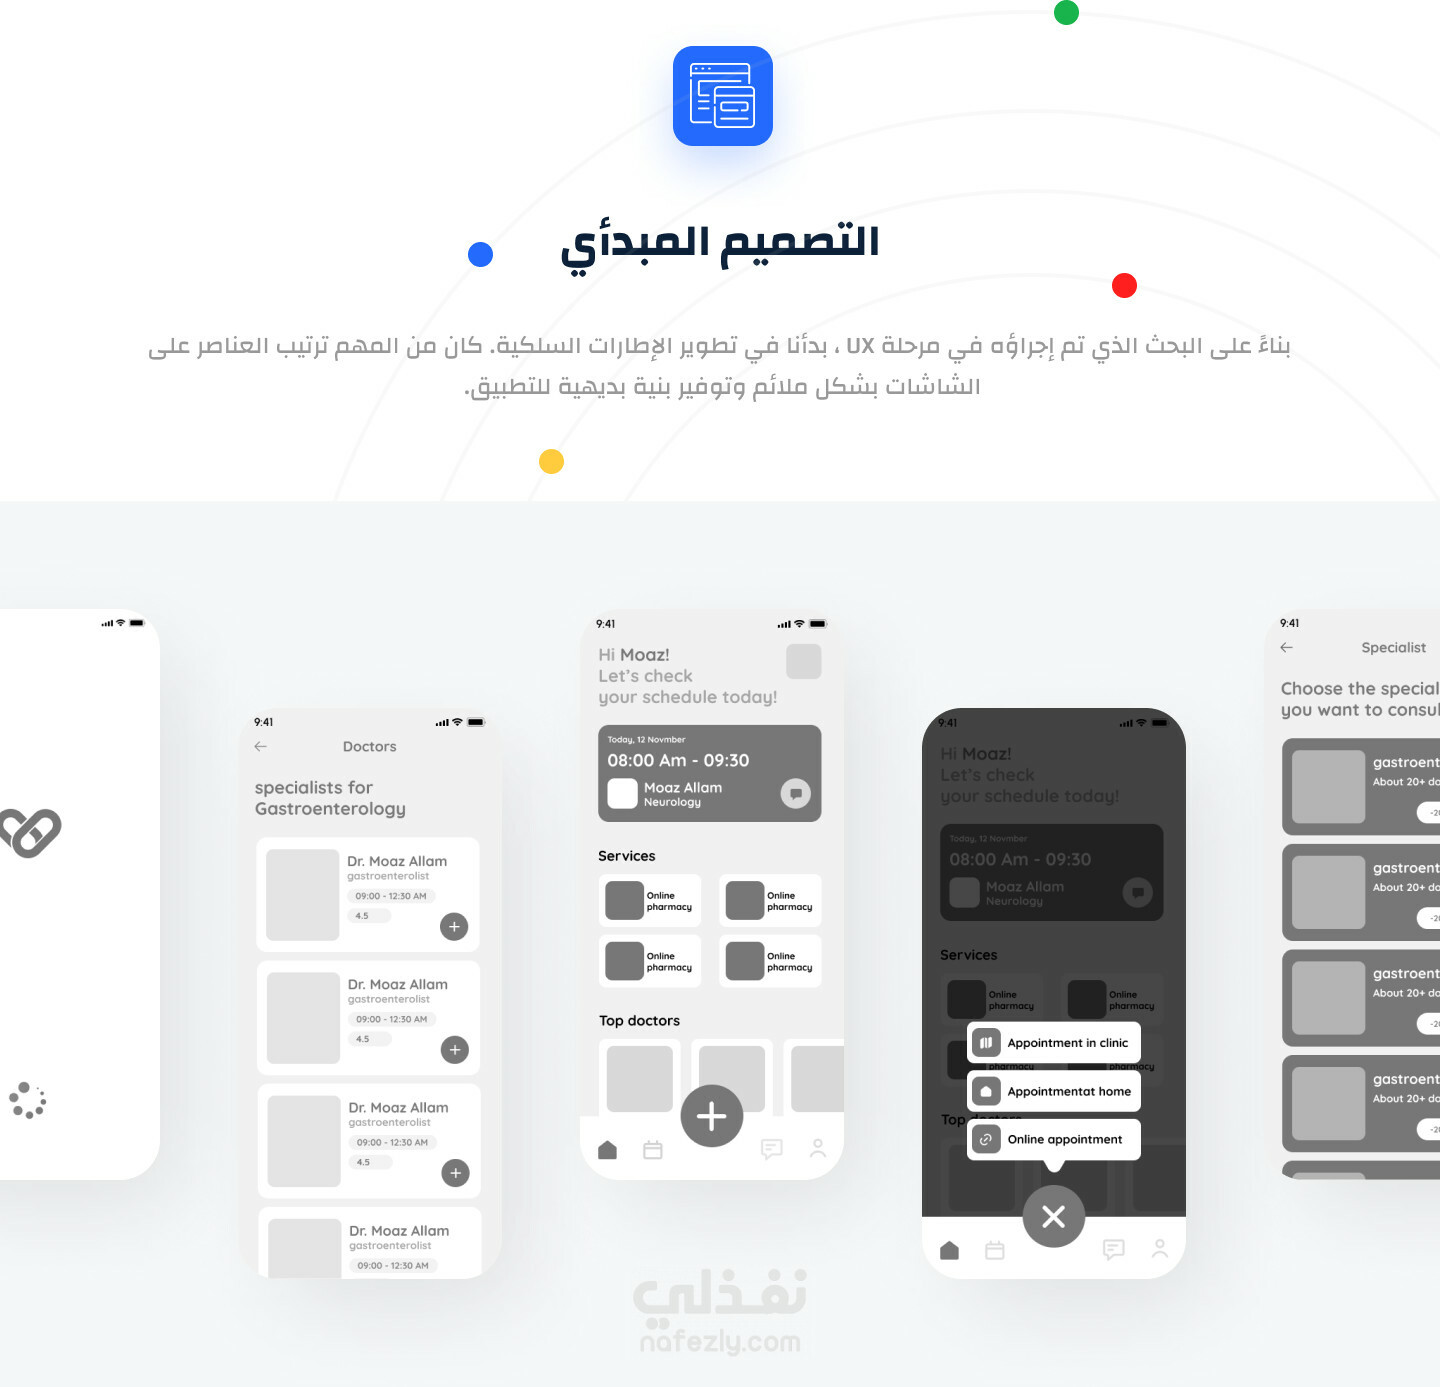 التصميم المبدأي
بناءً على البحث الذي تم إجراؤه في مرحلة UX ، بدأنا في تطوير الإطارات السلكية. كان من المهم ترتيب العناصر على
الشاشات بشكل ملائم وتوفير بنية بديهية للتطبيق.
9:41
Doctors
specialists for
Gastroenterology
Dr. Moaz Allam
gastroenterolist
09:00 - 12:30 AM
4.5
Dr. Moaz Allam
gastroenterolist
09:00 - 12:30 AM
4.5
Dr. Moaz Allam
gastroenterolist
09:00 - 12:30 AM
4.5
Dr. Moaz Allam
gastroenterolist
09:00 - 12:30 AM
9:41
Hi Moaz!
Let's check
your schedule today!
Today, 12 Novmber
08:00 Am - 09:30
Moaz Allam
Neurology
Services
Online
pharmacy
Online
pharmacy
Online
pharmacy
Online
pharmacy
Top doctors
9:41
Hi Moaz!
Let's check
your schedule today!
Today, 12 Novmber
08:00 Am - 09:30
Moaz Allam
Neurology
Services
Online
pharmacy
Online
pharmacy
pharmacy
pharmacy
Appointment in clinic
Appointmentat home
Top doctors
Online appointment
9:41
Specialist
Choose the special
you want to consul
gastroent
About 20+ do
-20
gastroent
About 20+ do
-20
gastroent
About 20+ do
-20
gastroent
About 20+ do
-20
نفذلي
nafezly.com